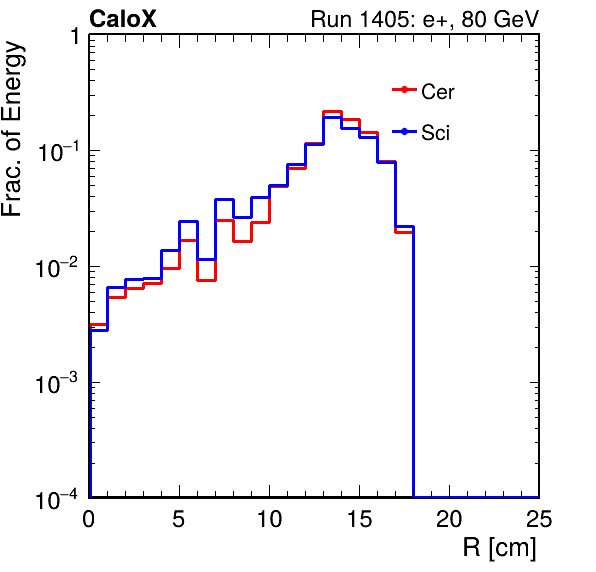 CaloX Run 1405: e+, 80 GeV
Frac. of Energy
1
10⁻¹
10⁻²
10⁻³
10⁻⁴
Cer
Sci
0 5 10 15 20 25
R [cm]